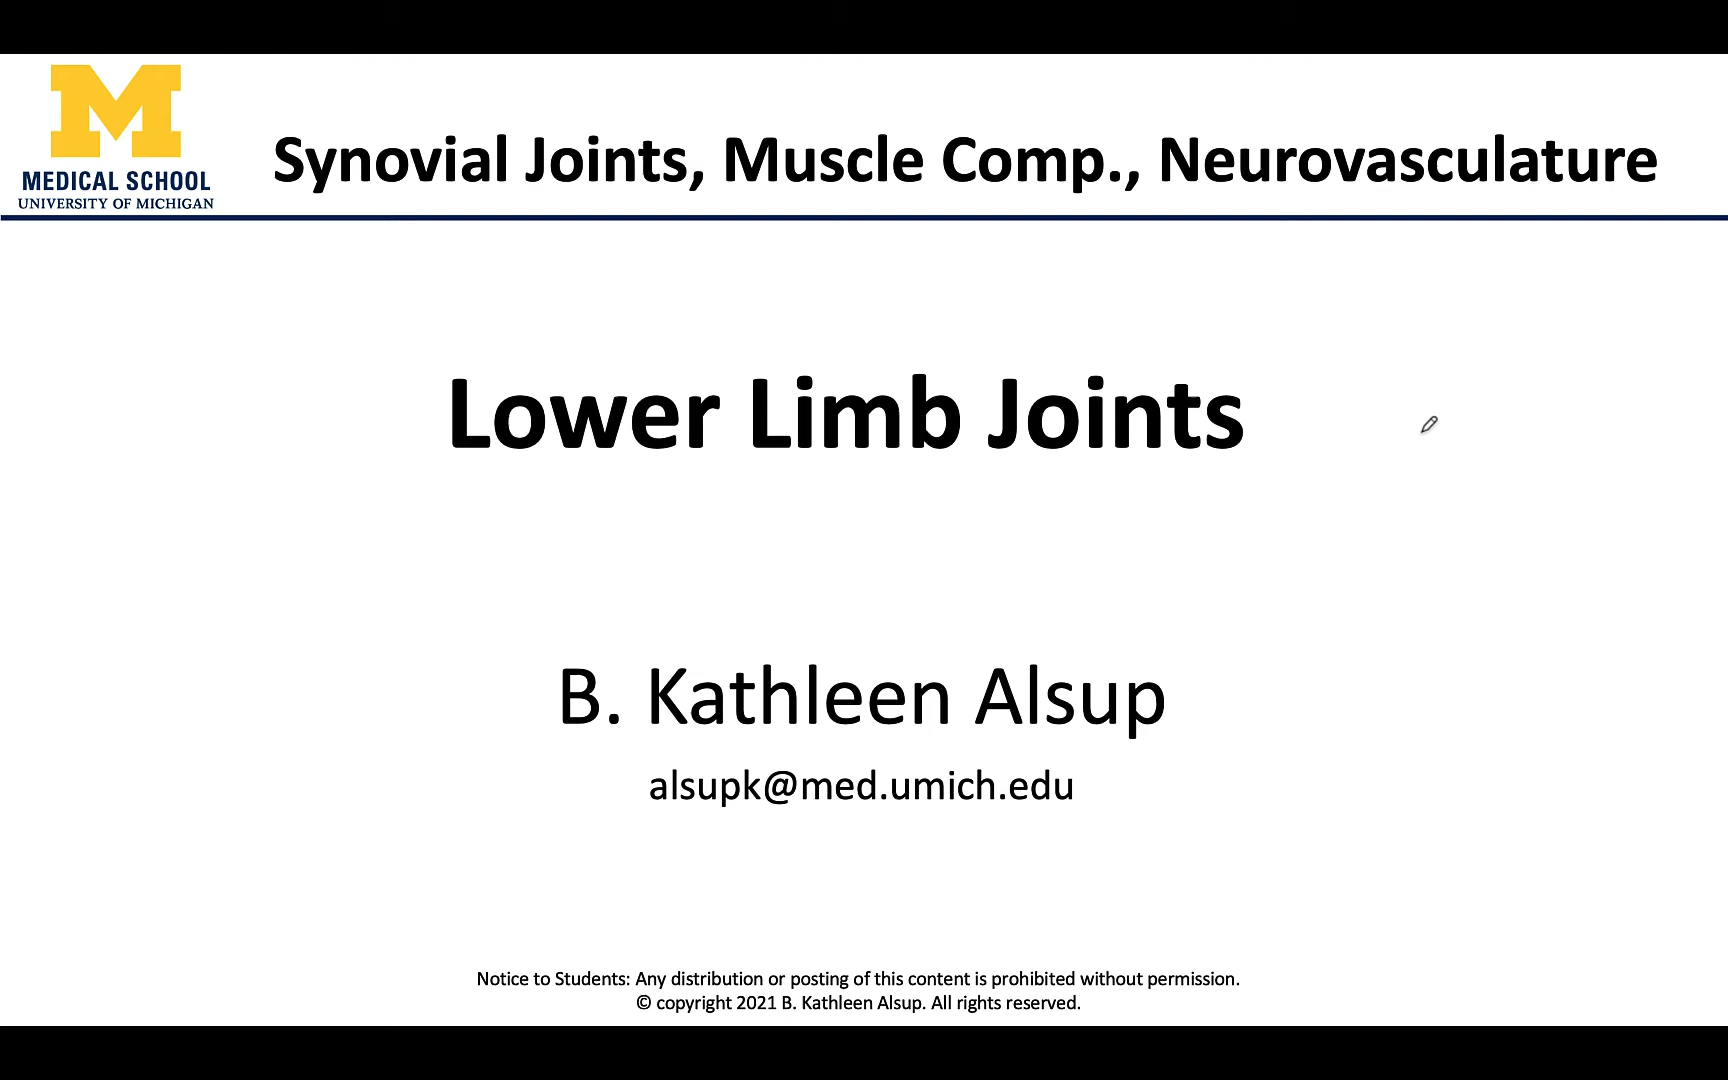 M
MEDICAL SCHOOL
UNIVERSITY OF MICHIGAN
Synovial Joints, Muscle Comp., Neurovasculature
Lower Limb Joints
B. Kathleen Alsup
alsupk@med.umich.edu
Notice to Students: Any distribution or posting of this content is prohibited without permission.
© copyright 2021 B. Kathleen Alsup. All rights reserved.